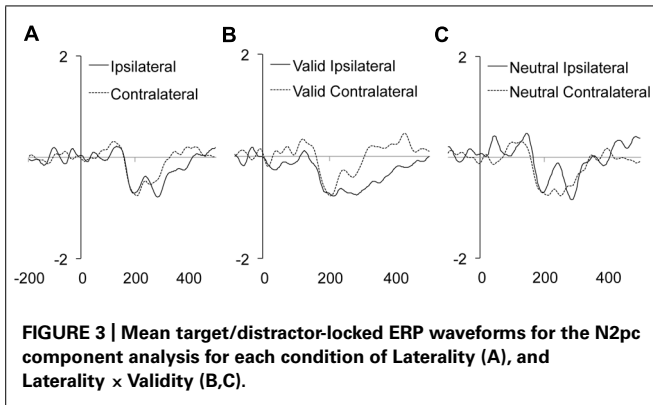 A
B
C
2
2
2
Ipsilateral
Contralateral
Valid Ipsilateral
Valid Contralateral
Neutral Ipsilateral
Neutral Contralateral
-2
-2
-2
-200 0 200 400
0 200 400
0 200 400
FIGURE 3 | Mean target/distractor-locked ERP waveforms for the N2pc
component analysis for each condition of Laterality (A), and
Laterality × Validity (B,C).